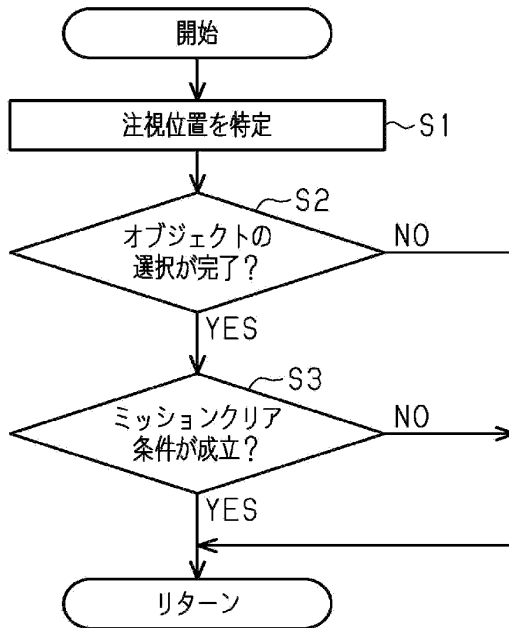 開始
注視位置を特定
S1
S2
オブジェクトの
選択が完了？
NO
YES
S3
ミッションクリア
条件が成立？
NO
YES
リターン